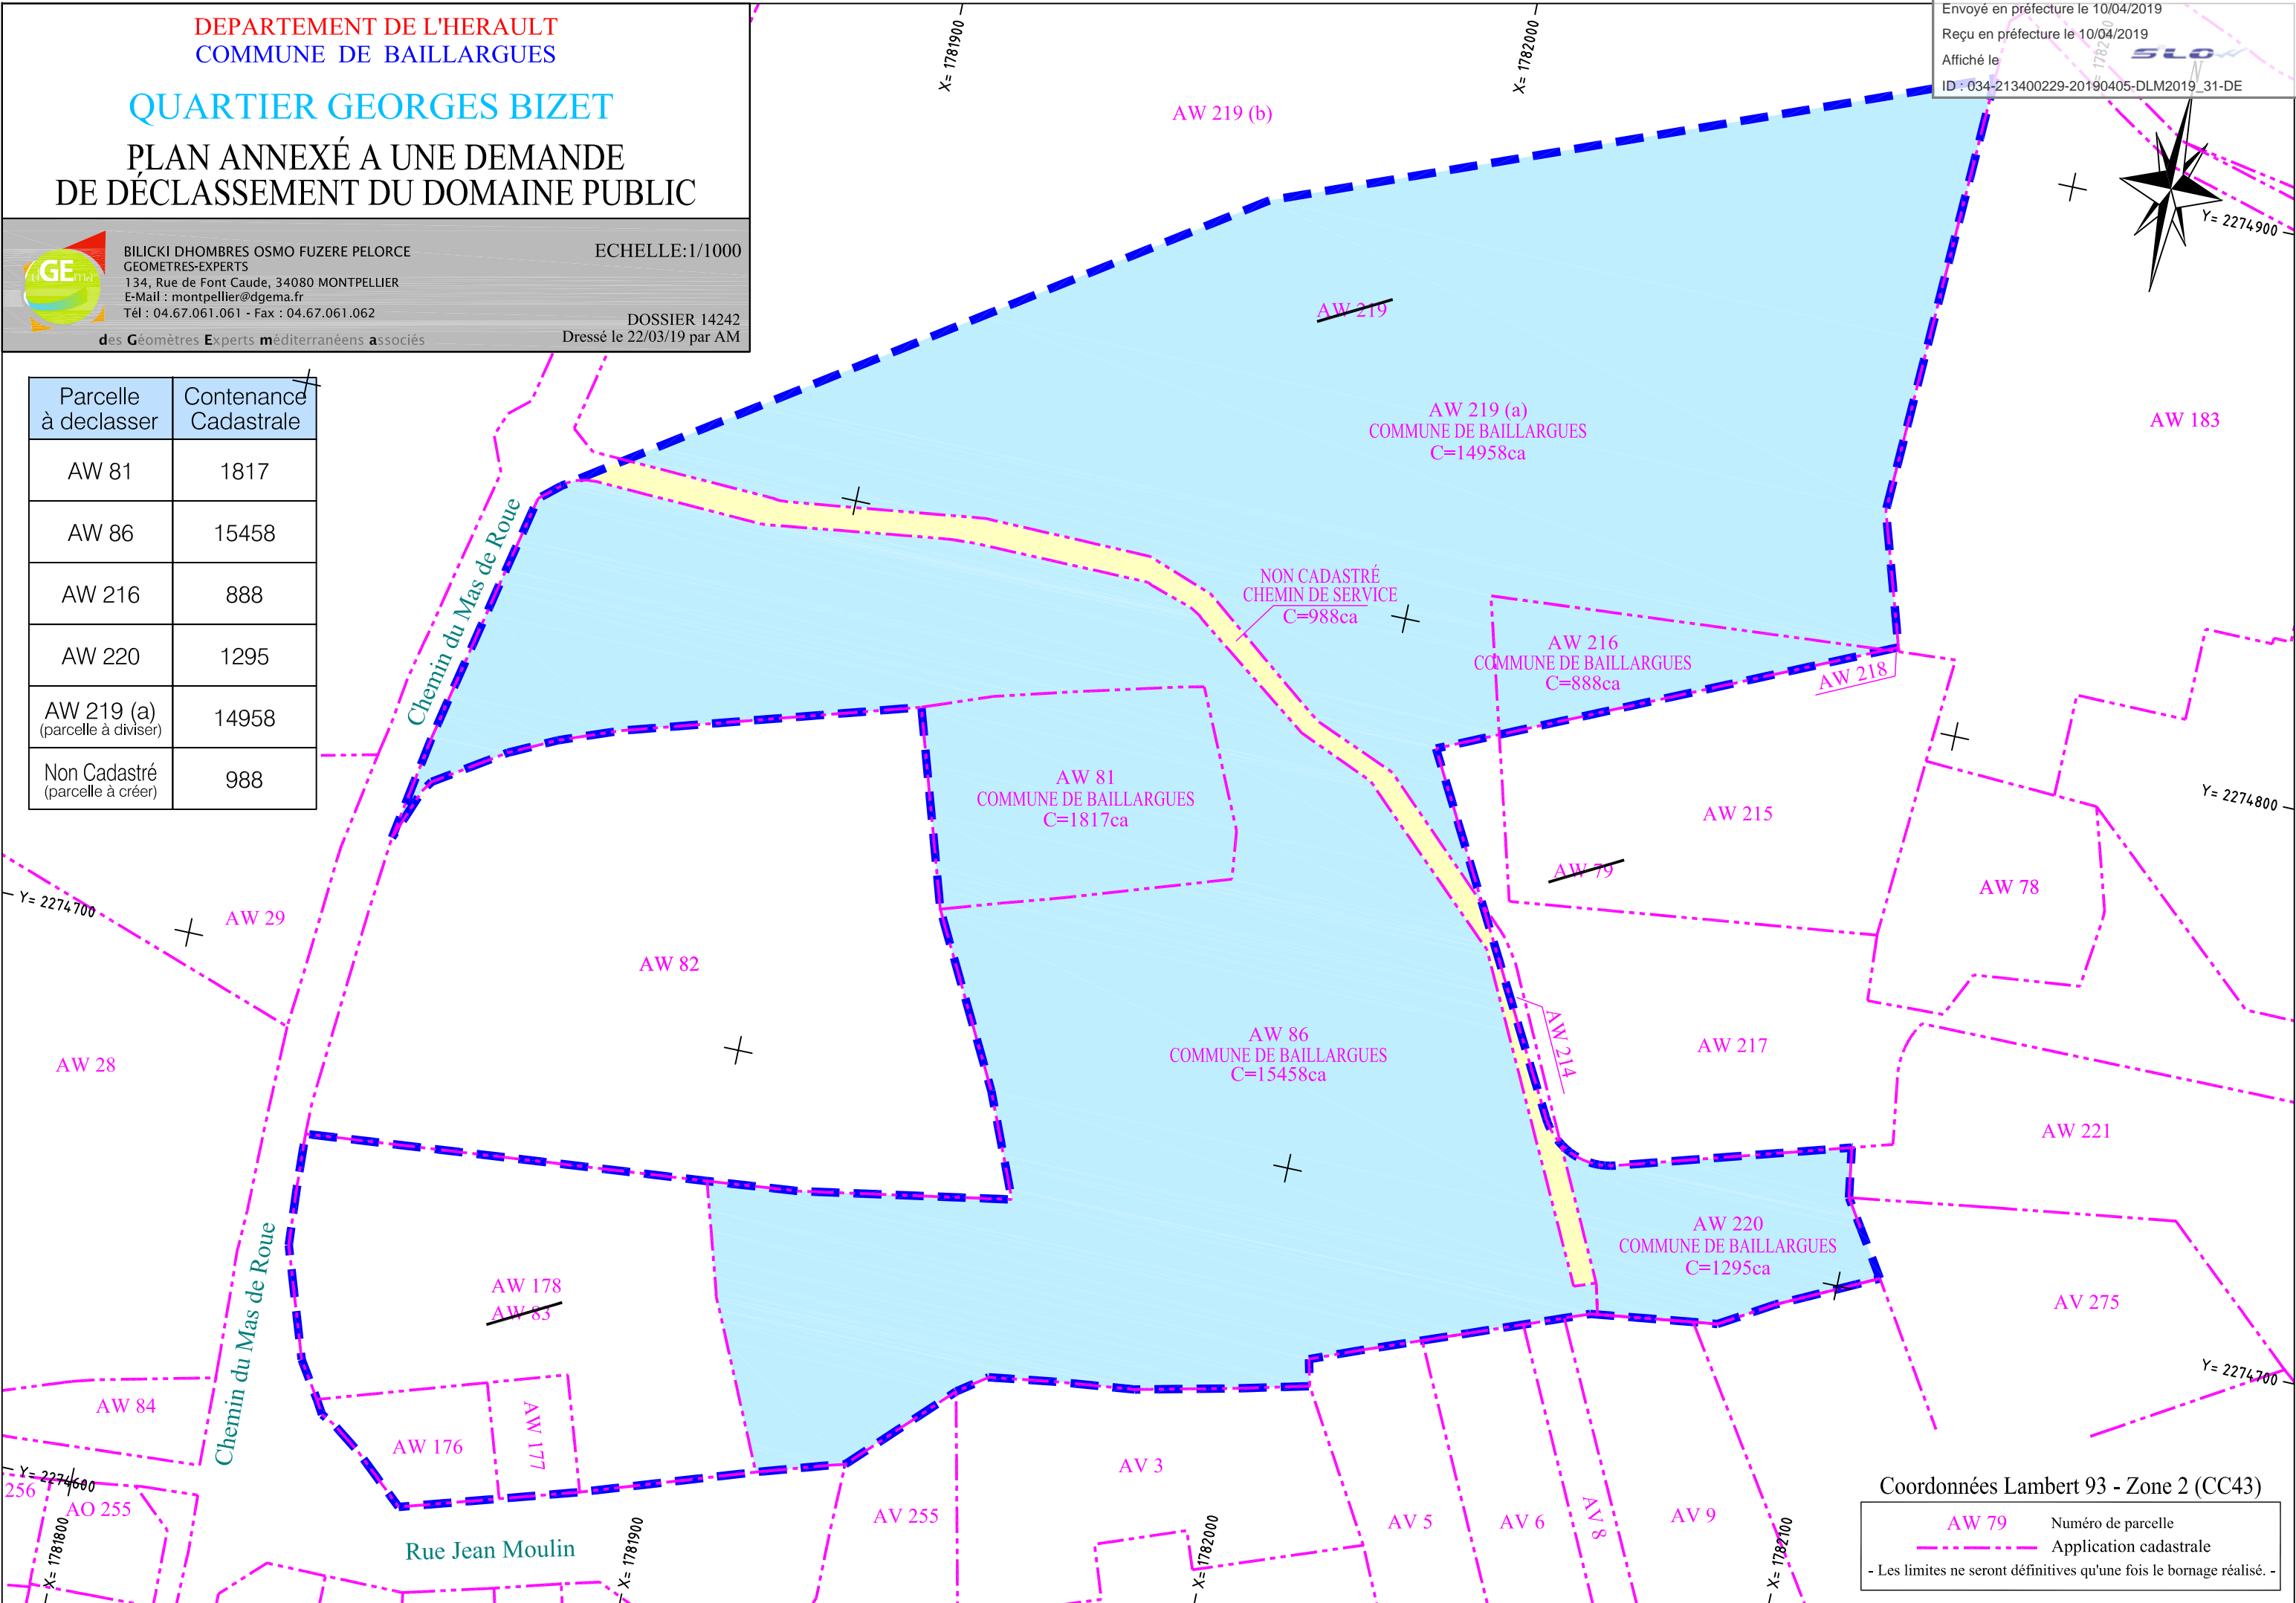 DEPARTEMENT DE L'HERAULT
COMMUNE DE BAILLARGUES
QUARTIER GEORGES BIZET
PLAN ANNEXÉ A UNE DEMANDE
DE DÉCLASSEMENT DU DOMAINE PUBLIC
GE
BILICKI DHOMBRES OSMO FUZERE PELORCE
GEOMETRES-EXPERTS
134, Rue de Font Caude, 34080 MONTPELLIER
E-Mail : montpellier@dgema.fr
Tél : 04.67.061.061 - Fax : 04.67.061.062
des Géomètres Experts méditerranéens associés
ECHELLE:1/1000
DOSSIER 14242
Dressé le 22/03/19 par AM
Envoyé en préfecture le 10/04/2019
Reçu en préfecture le 10/04/2019
Affiché le
SLO
ID : 034-213400229-20190405-DLM2019_31-DE
Parcelle à declasser Contenance Cadastrale
AW 81 1817
AW 86 15458
AW 216 888
AW 220 1295
AW 219 (a) (parcelle à diviser) 14958
Non Cadastré (parcelle à créer) 988
X= 1781900
X= 1782000
AW 219 (b)
Y= 2274900
AW 219
AW 219 (a)
COMMUNE DE BAILLARGUES
C=14958ca
AW 183
Chemin du Mas de Roue
NON CADASTRÉ
CHEMIN DE SERVICE
C=988ca
AW 216
COMMUNE DE BAILLARGUES
C=888ca
AW 218
AW 81
COMMUNE DE BAILLARGUES
C=1817ca
AW 215
Y= 2274800
AW 79
AW 78
Y= 2274700
AW 29
AW 82
AW 28
AW 86
COMMUNE DE BAILLARGUES
C=15458ca
AW 214
AW 217
AW 221
AW 220
COMMUNE DE BAILLARGUES
C=1295ca
AW 178
AW 83
AV 275
Chemin du Mas de Roue
Y= 2274700
AW 84
AW 176
AW 177
AV 3
Y= 2274600
256
AO 255
AV 255
AV 5
AV 6
AV 8
AV 9
Rue Jean Moulin
X= 1781800
X= 1781900
X= 1782000
X= 1782100
Coordonnées Lambert 93 - Zone 2 (CC43)
AW 79 Numéro de parcelle
Application cadastrale
- Les limites ne seront définitives qu'une fois le bornage réalisé. -